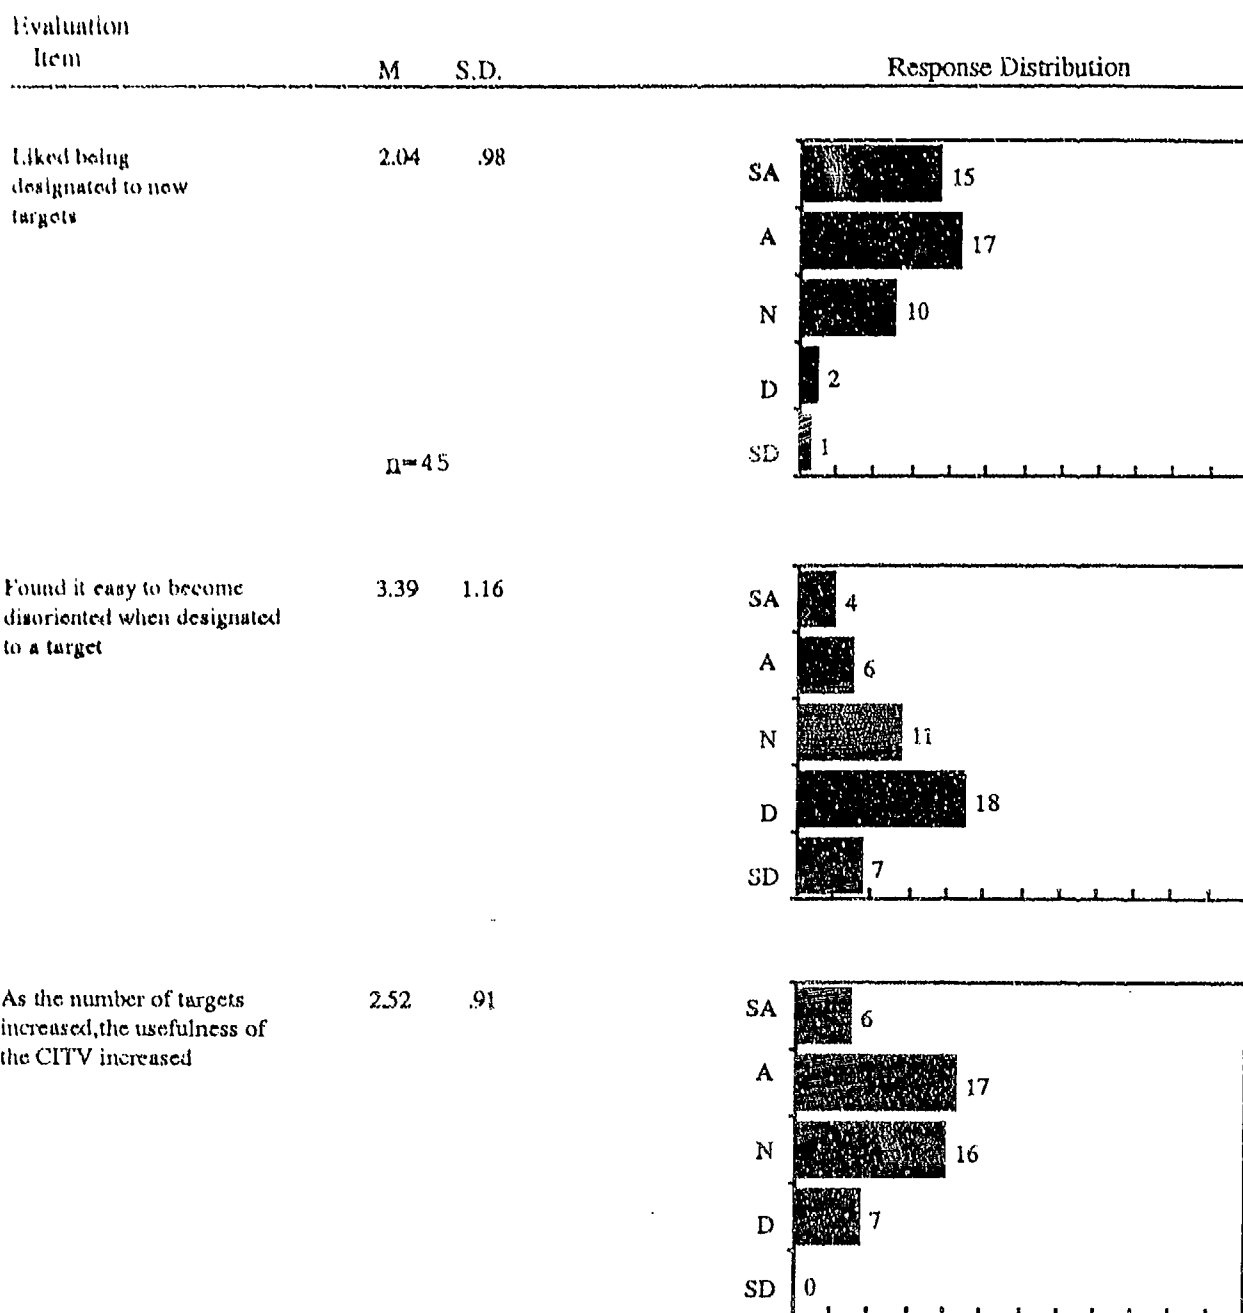 Evaluation
Item
M S.D. Response Distribution
Liked being
designated to new
targets
2.04 .98
SA 15
A 17
N 10
D 2
SD 1
n=45
Found it easy to become
disoriented when designated
to a target
3.39 1.16
SA 4
A 6
N 11
D 18
SD 7
As the number of targets
increased,the usefulness of
the CITV increased
2.52 .91
SA 6
A 17
N 16
D 7
SD 0